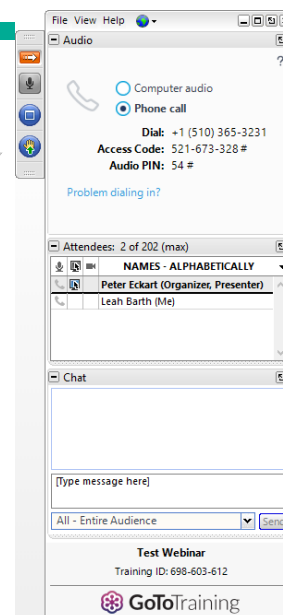 File View Help
Audio
?
Computer audio
Phone call
Dial: +1 (510) 365-3231
Access Code: 521-673-328 #
Audio PIN: 54 #
Problem dialing in?
Attendees: 2 of 202 (max)
NAMES - ALPHABETICALLY
Peter Eckart (Organizer, Presenter)
Leah Barth (Me)
Chat
[Type message here]
All - Entire Audience
Send
Test Webinar
Training ID: 698-603-612
GoToTraining